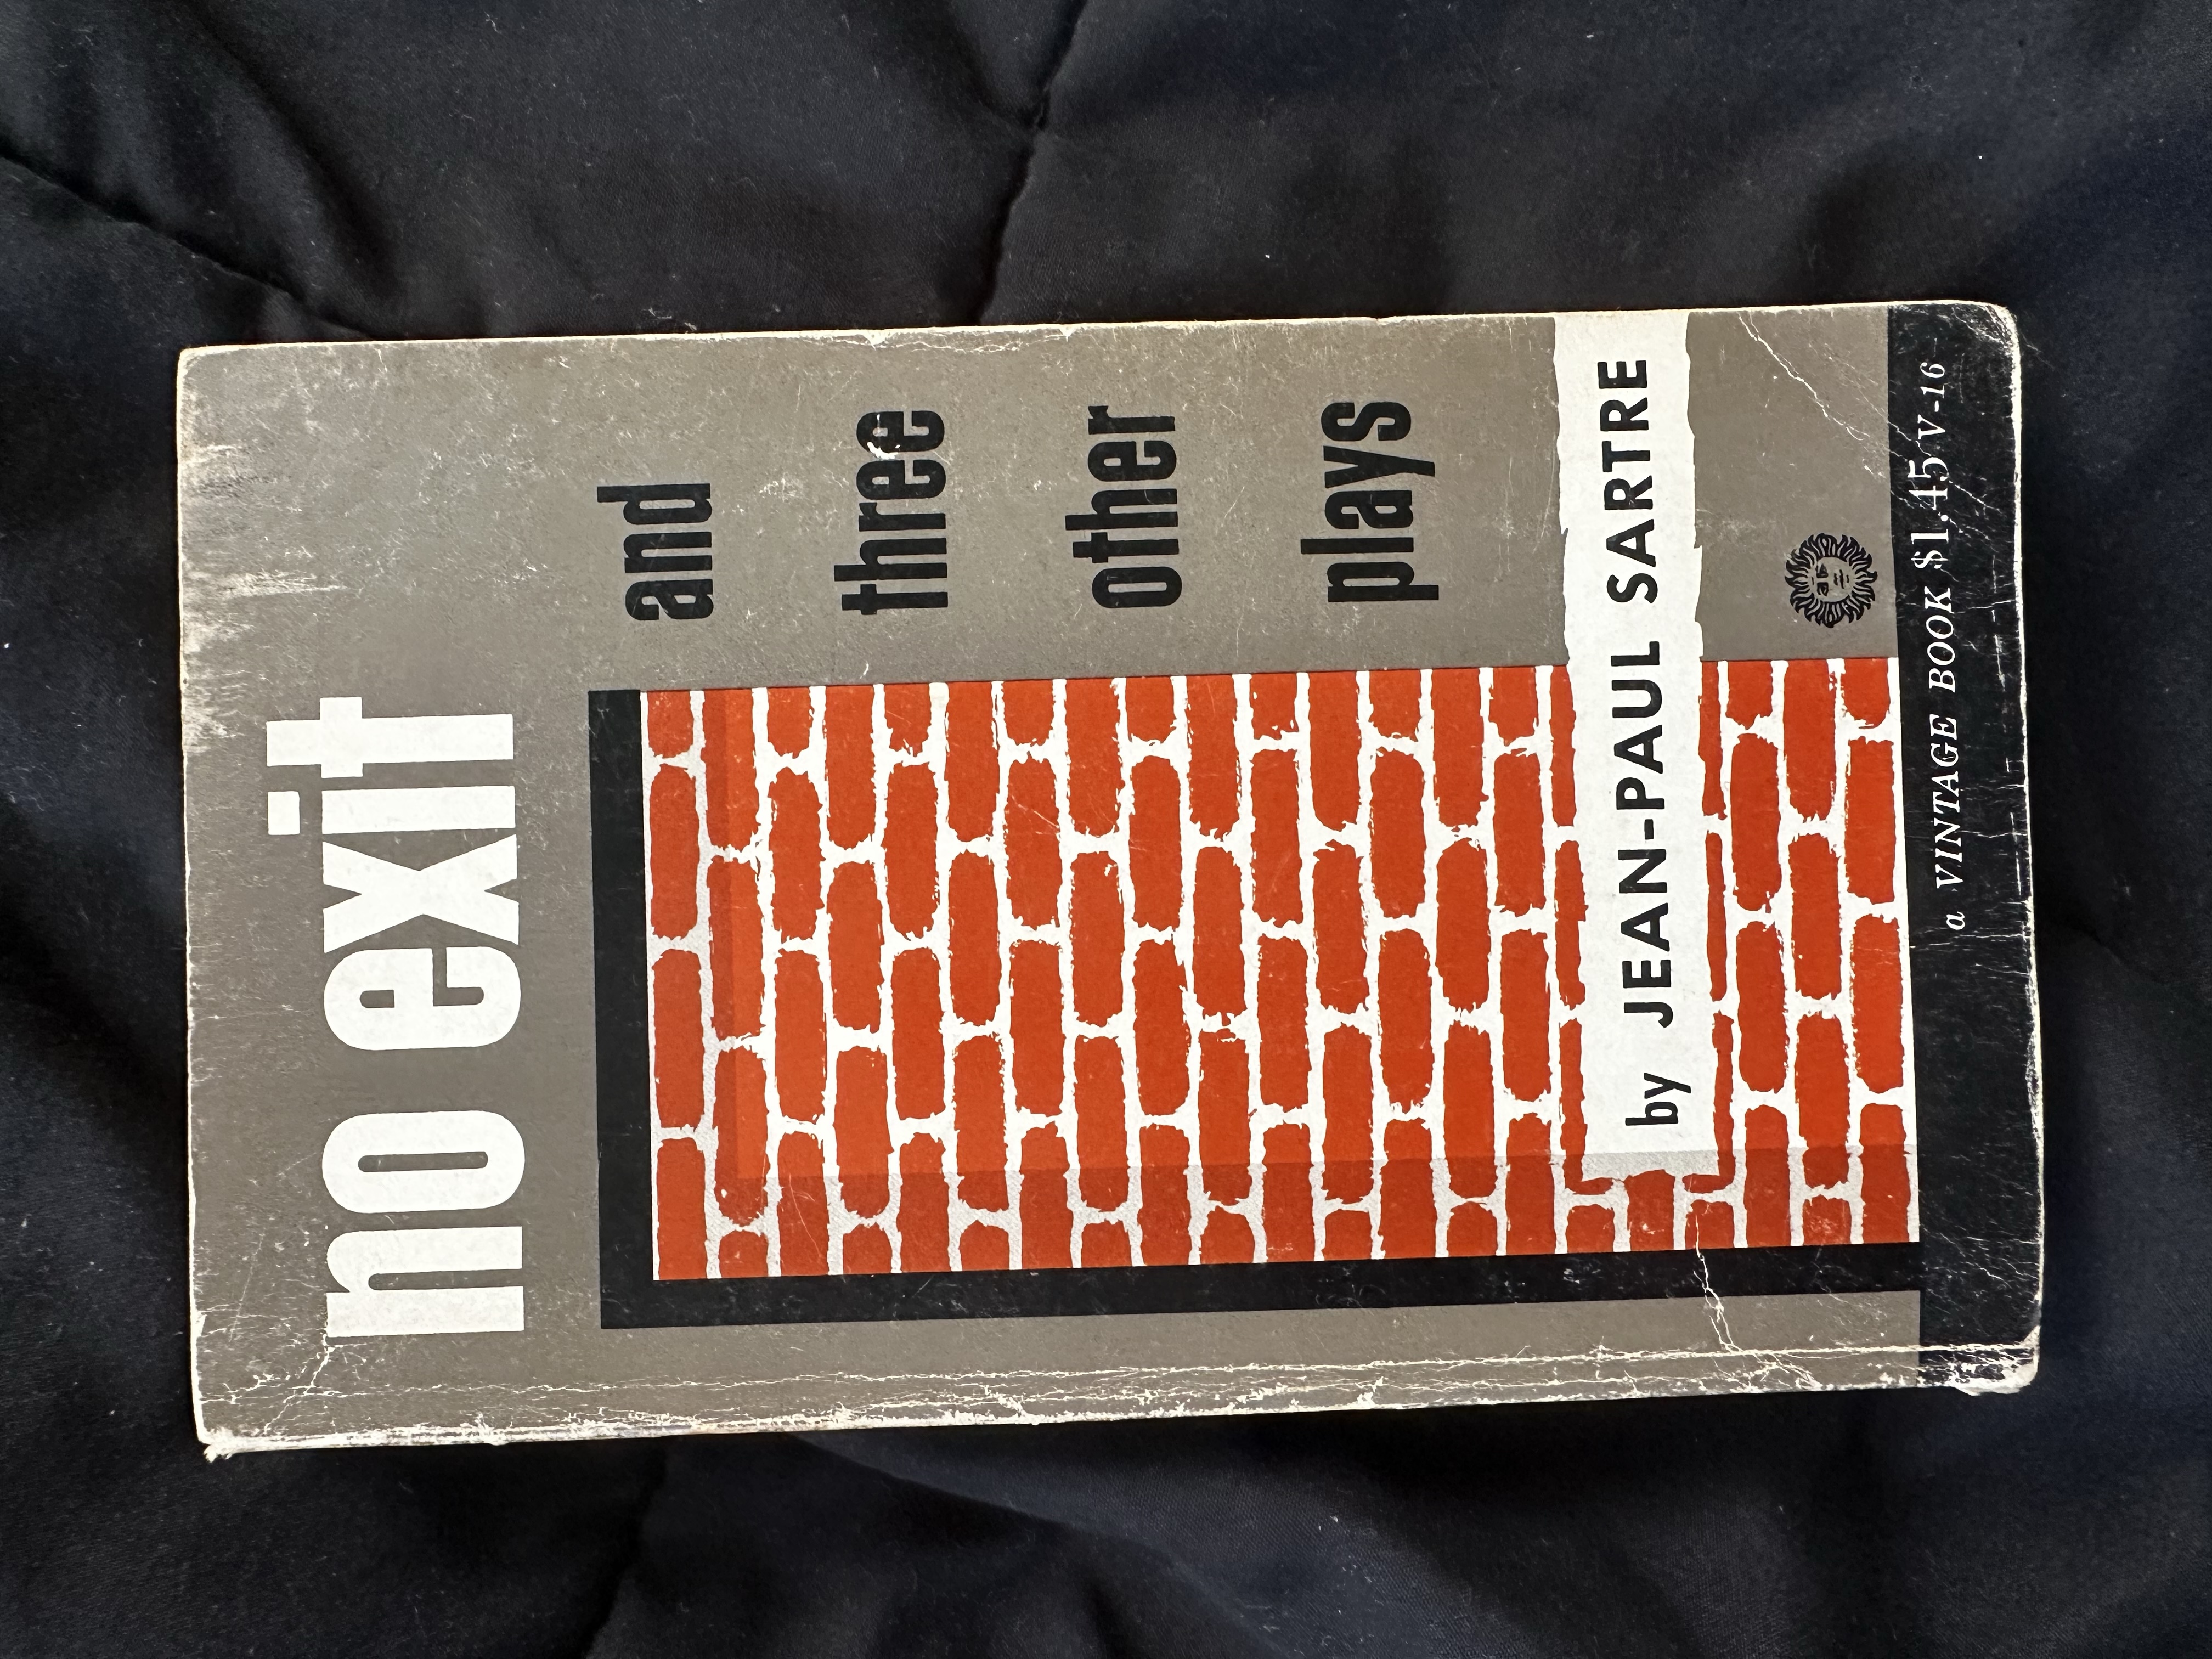 no exit
and
three
other
plays
by JEAN-PAUL SARTRE
a VINTAGE BOOK $1.45 V-16